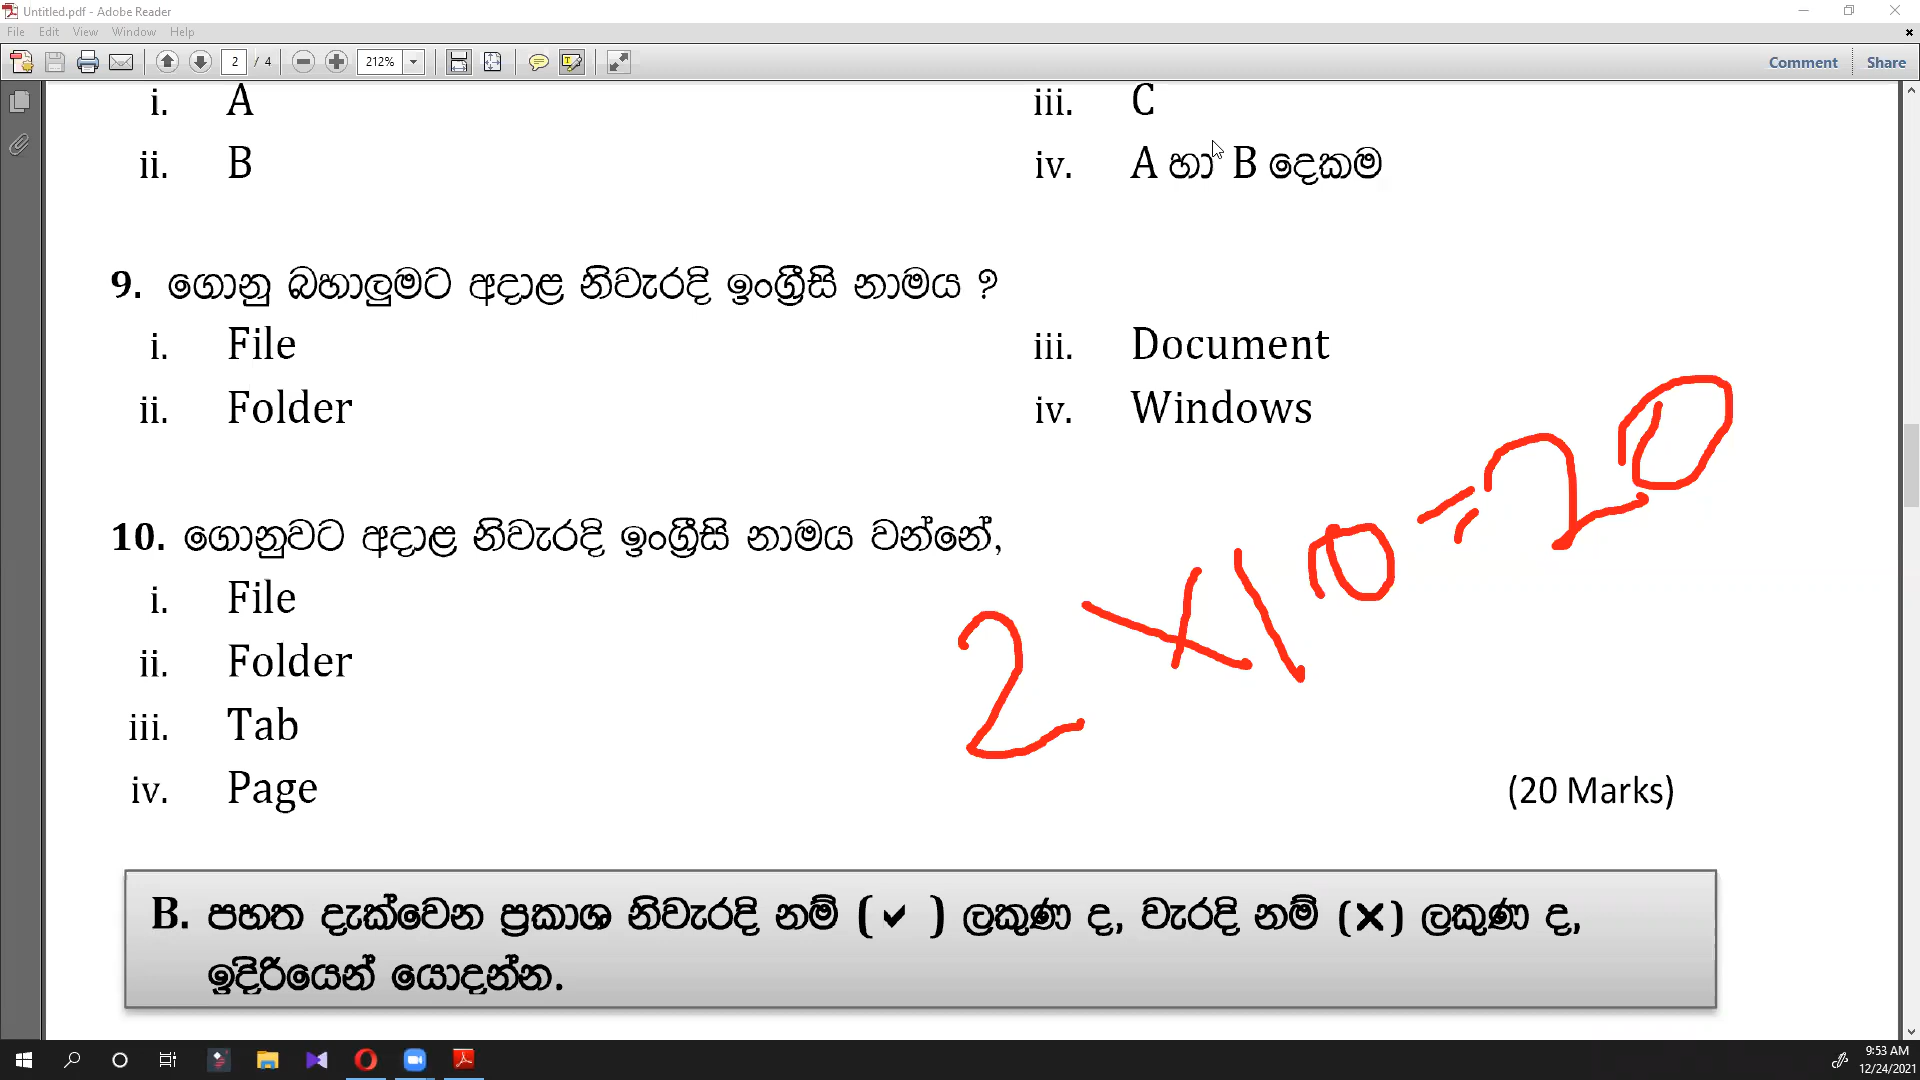 Untitled.pdf - Adobe Reader
File Edit View Window Help
2 / 4 212% Comment Share
i. A iii. C
ii. B iv. A හා B දෙකම
9. ගොනු බහාලුමට අදාළ නිවැරදි ඉංග්‍රීසි නාමය ?
i. File iii. Document
ii. Folder iv. Windows
10. ගොනුවට අදාළ නිවැරදි ඉංග්‍රීසි නාමය වන්නේ,
i. File
ii. Folder
iii. Tab
iv. Page
2 x 10 = 20
(20 Marks)
B. පහත දැක්වෙන ප්‍රකාශ නිවැරදි නම් ( ✓ ) ලකුණ ද, වැරදි නම් (✕) ලකුණ ද,
ඉදිරියෙන් යොදන්න.
9:53 AM
12/24/2021